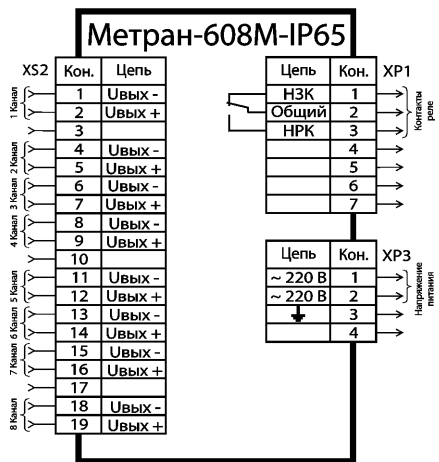 Метран-608М-IP65
XS2
Кон. Цепь
1 Uвых -
2 Uвых +
3
4 Uвых -
5 Uвых +
6 Uвых -
7 Uвых +
8 Uвых -
9 Uвых +
10
11 Uвых -
12 Uвых +
13 Uвых -
14 Uвых +
15 Uвых -
16 Uвых +
17
18 Uвых -
19 Uвых +
1 Канал
2 Канал
3 Канал
4 Канал
5 Канал
6 Канал
7 Канал
8 Канал
XP1
Цепь Кон.
НЗК 1
Общий 2
НРК 3
4
5
6
7
Контакты
реле
XP3
Цепь Кон.
~ 220 В 1
~ 220 В 2
3
4
Напряжение
питания